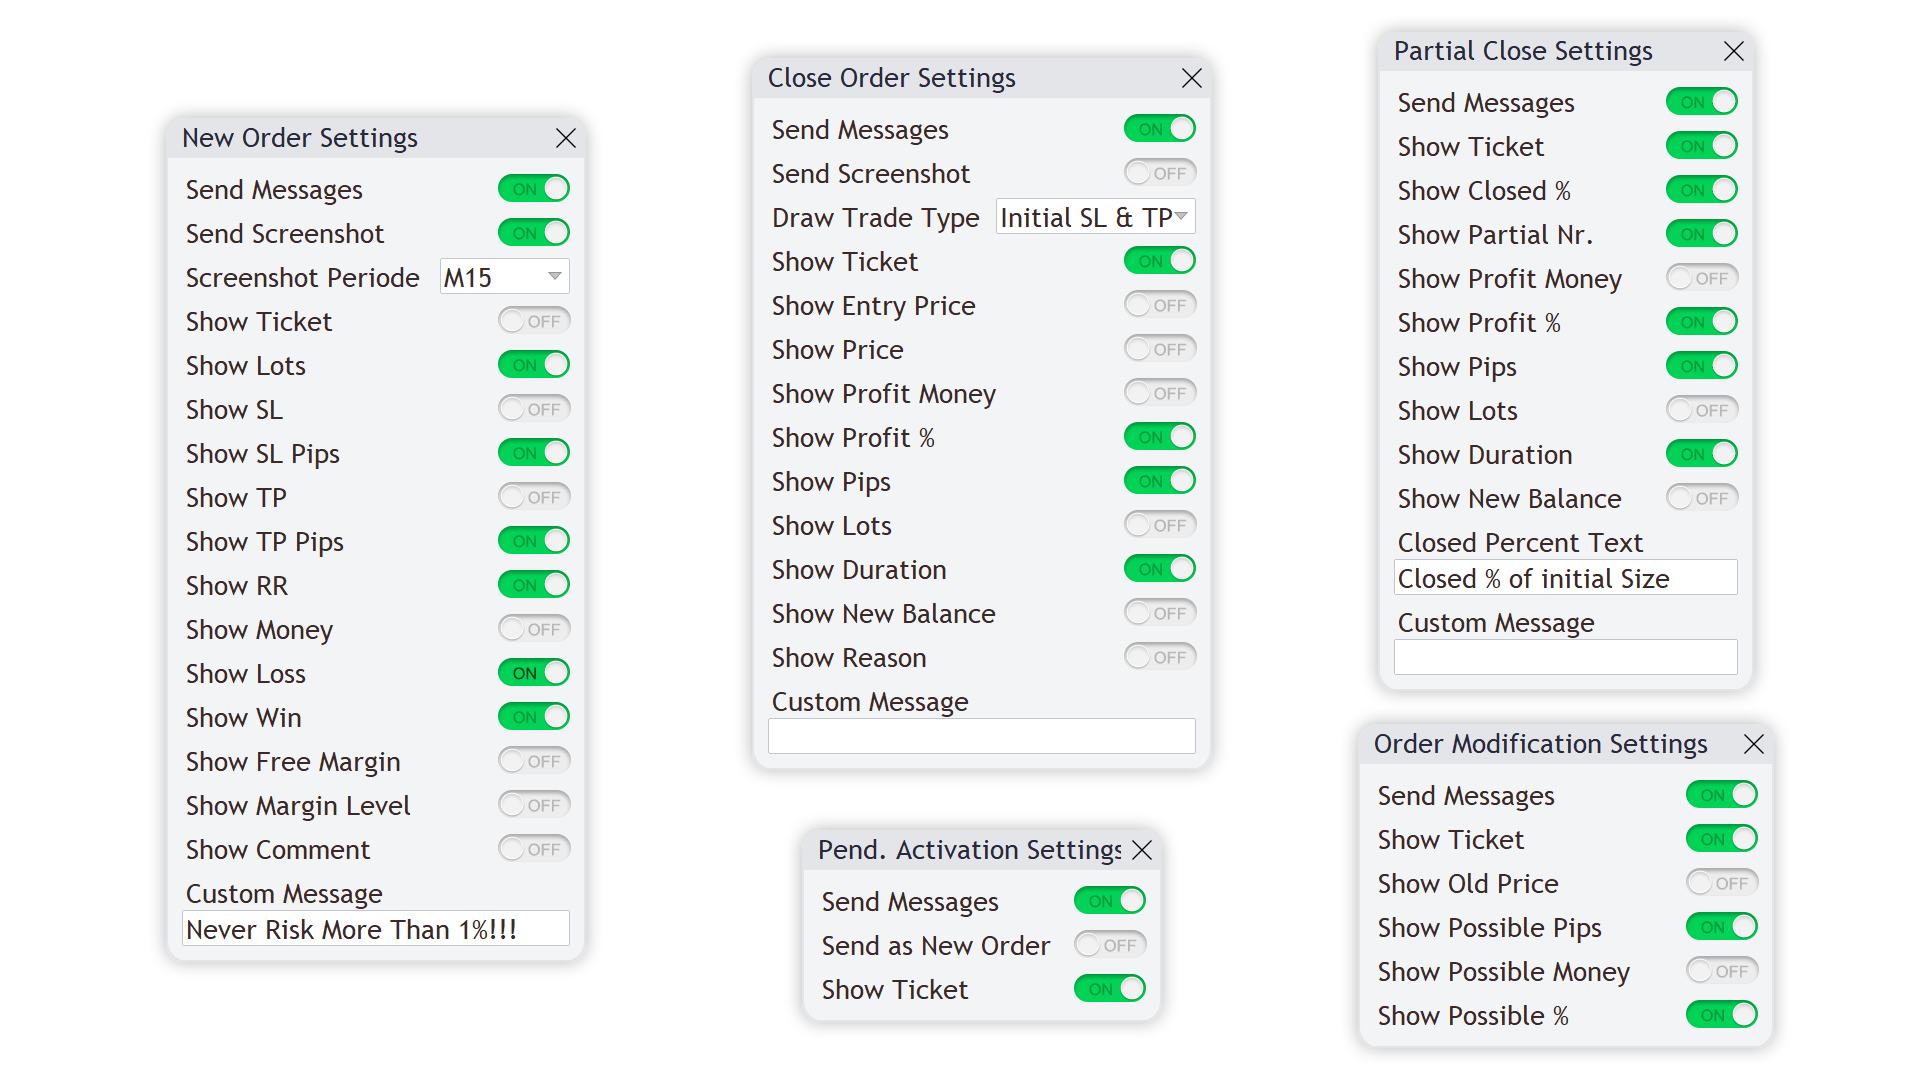 New Order Settings
Send Messages ON
Send Screenshot ON
Screenshot Periode M15
Show Ticket OFF
Show Lots ON
Show SL OFF
Show SL Pips ON
Show TP OFF
Show TP Pips ON
Show RR ON
Show Money OFF
Show Loss ON
Show Win ON
Show Free Margin OFF
Show Margin Level OFF
Show Comment OFF
Custom Message
Never Risk More Than 1%!!!
Close Order Settings
Send Messages ON
Send Screenshot OFF
Draw Trade Type Initial SL & TP
Show Ticket ON
Show Entry Price OFF
Show Price OFF
Show Profit Money OFF
Show Profit % ON
Show Pips ON
Show Lots OFF
Show Duration ON
Show New Balance OFF
Show Reason OFF
Custom Message
Pend. Activation Settings
Send Messages ON
Send as New Order OFF
Show Ticket ON
Partial Close Settings
Send Messages ON
Show Ticket ON
Show Closed % ON
Show Partial Nr. ON
Show Profit Money OFF
Show Profit % ON
Show Pips ON
Show Lots OFF
Show Duration ON
Show New Balance OFF
Closed Percent Text
Closed % of initial Size
Custom Message
Order Modification Settings
Send Messages ON
Show Ticket ON
Show Old Price OFF
Show Possible Pips ON
Show Possible Money OFF
Show Possible % ON